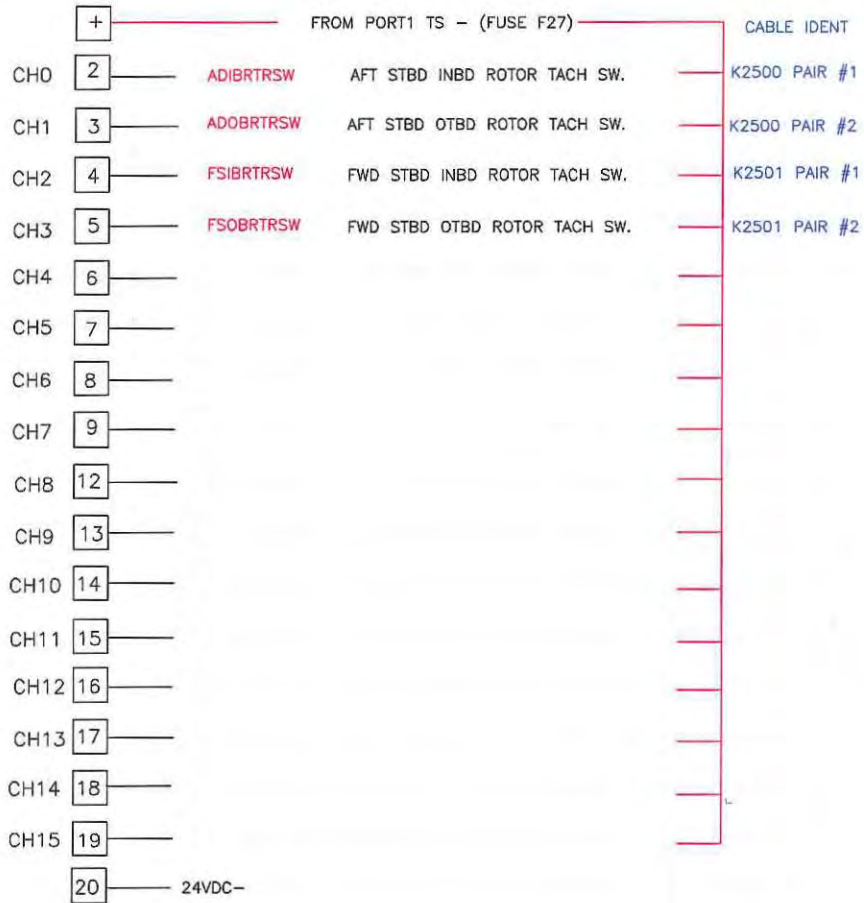 + FROM PORT1 TS - (FUSE F27) CABLE IDENT
CH0 2 ADIBRTRSW AFT STBD INBD ROTOR TACH SW. K2500 PAIR #1
CH1 3 ADOBRTRSW AFT STBD OTBD ROTOR TACH SW. K2500 PAIR #2
CH2 4 FSIBRTRSW FWD STBD INBD ROTOR TACH SW. K2501 PAIR #1
CH3 5 FSOBRTRSW FWD STBD OTBD ROTOR TACH SW. K2501 PAIR #2
CH4 6
CH5 7
CH6 8
CH7 9
CH8 12
CH9 13
CH10 14
CH11 15
CH12 16
CH13 17
CH14 18
CH15 19
20 24VDC-